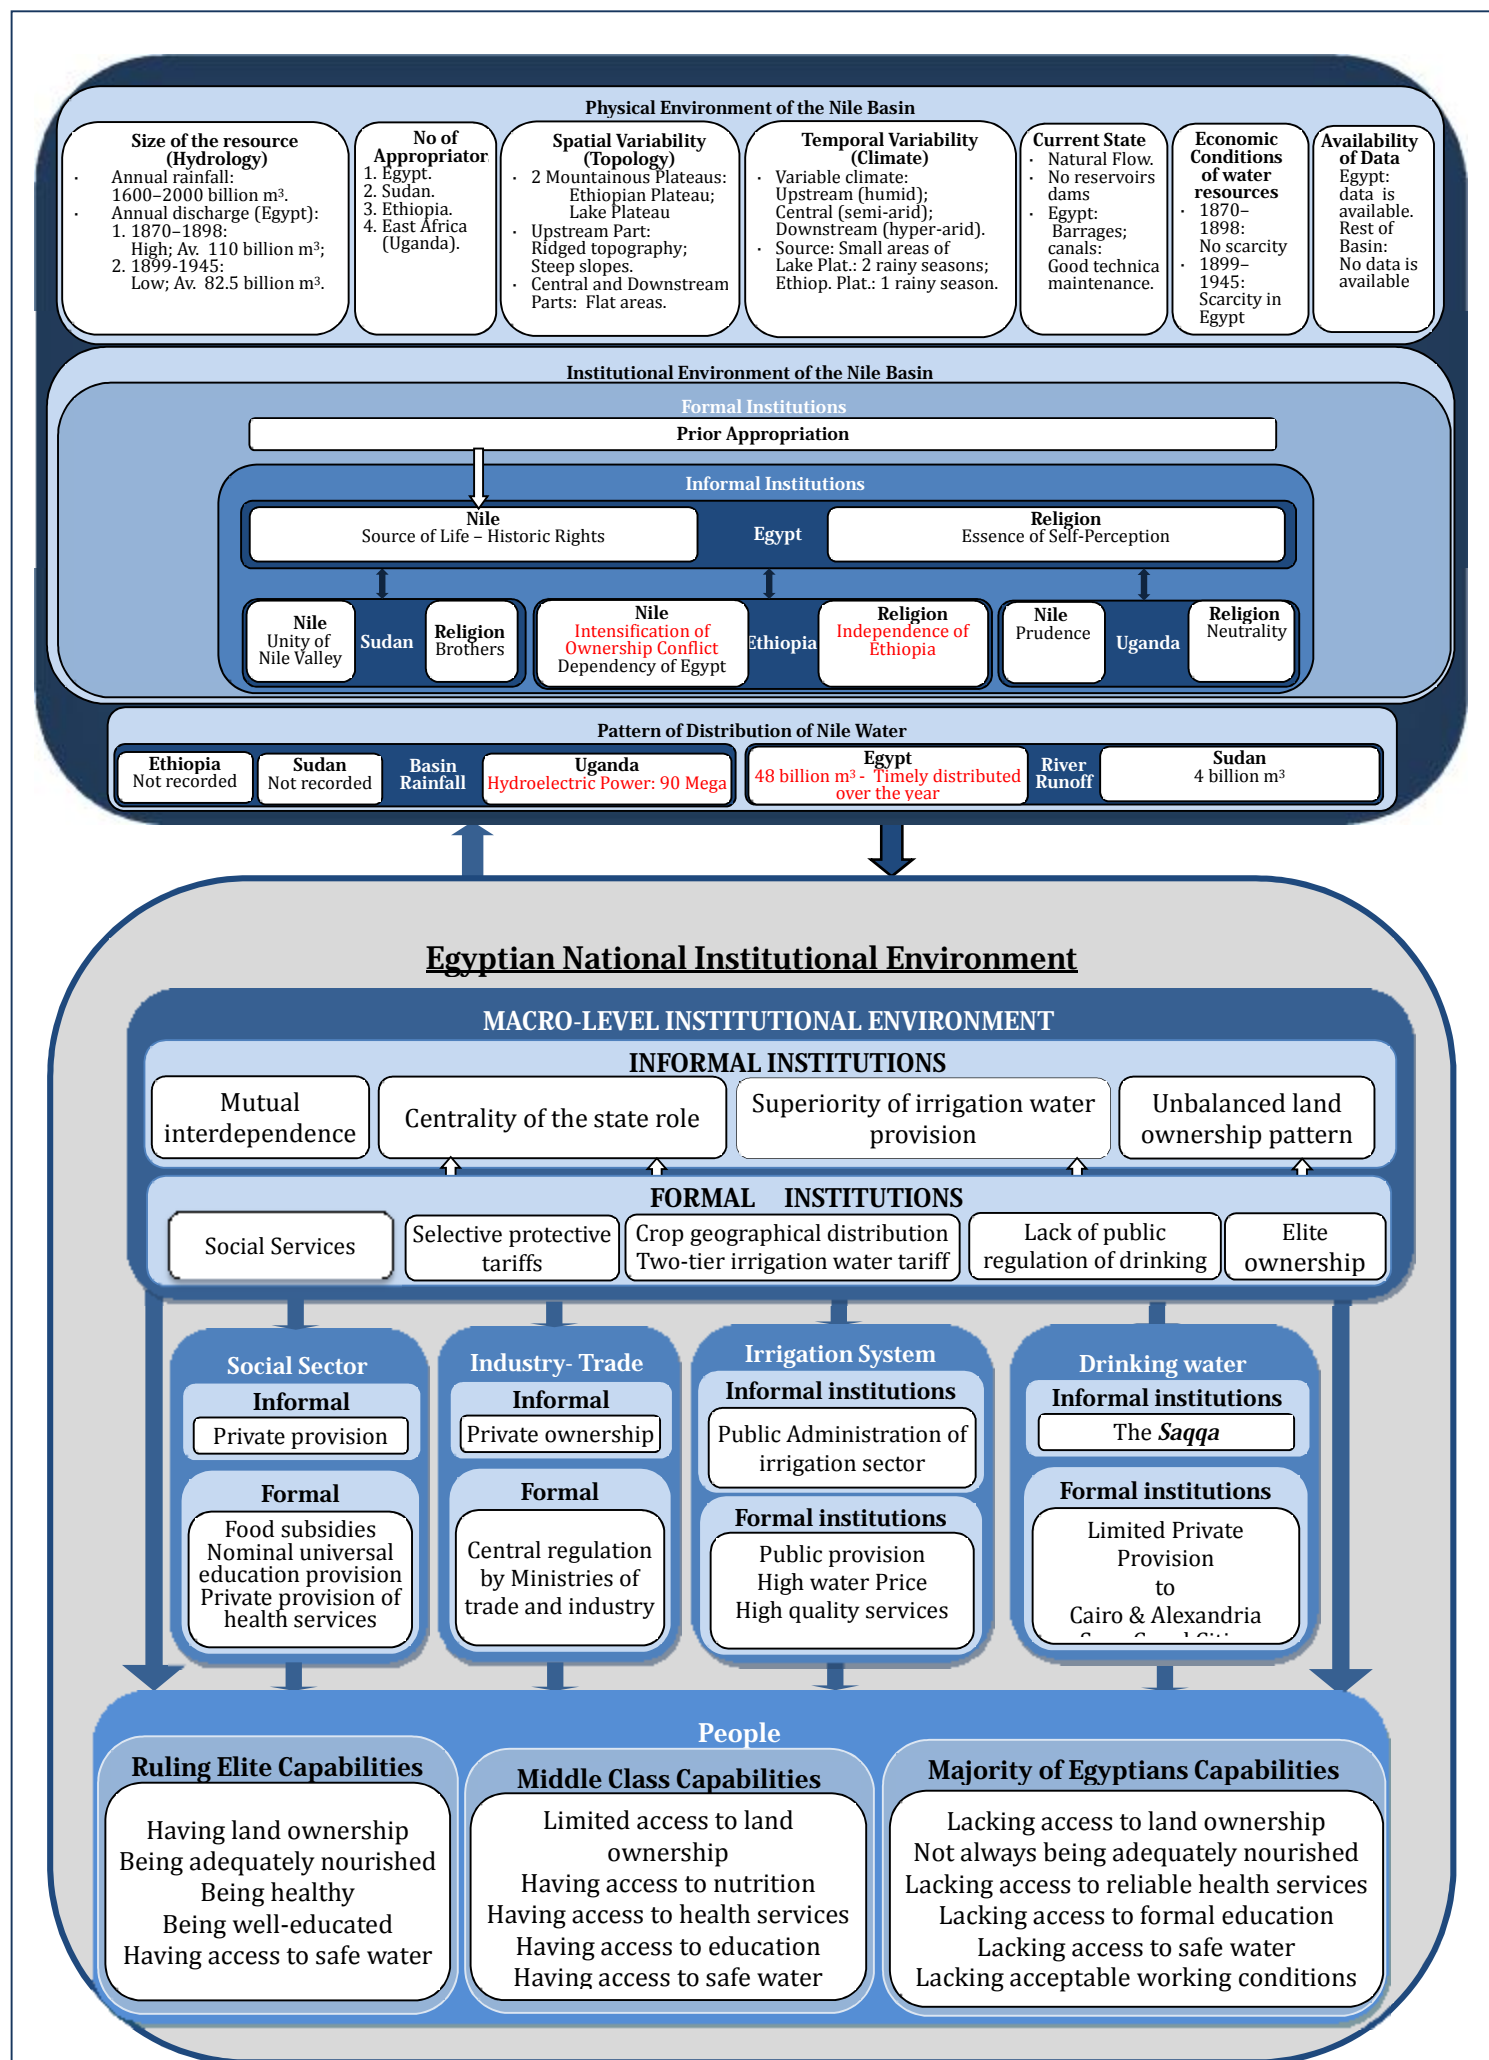 Physical Environment of the Nile Basin
Size of the resource
(Hydrology)
· Annual rainfall:
1600–2000 billion m³.
· Annual discharge (Egypt):
1. 1870–1898:
High; Av. 110 billion m³;
2. 1899-1945:
Low; Av. 82.5 billion m³.
No of
Appropriator
1. Egypt.
2. Sudan.
3. Ethiopia.
4. East Africa
(Uganda).
Spatial Variability
(Topology)
· 2 Mountainous Plateaus:
Ethiopian Plateau;
Lake Plateau
· Upstream Part:
Ridged topography;
Steep slopes.
· Central and Downstream
Parts: Flat areas.
Temporal Variability
(Climate)
· Variable climate:
Upstream (humid);
Central (semi-arid);
Downstream (hyper-arid).
· Source: Small areas of
Lake Plat.: 2 rainy seasons;
Ethiop. Plat.: 1 rainy season.
Current State
· Natural Flow.
· No reservoirs
dams
· Egypt:
Barrages;
canals:
Good technica
maintenance.
Economic
Conditions
of water
resources
· 1870–
1898:
No scarcity
· 1899–
1945:
Scarcity in
Egypt
Availability
of Data
Egypt:
data is
available.
Rest of
Basin:
No data is
available
Institutional Environment of the Nile Basin
Formal Institutions
Prior Appropriation
Informal Institutions
Nile
Source of Life – Historic Rights
Egypt
Religion
Essence of Self-Perception
Nile
Unity of
Nile Valley
Sudan
Religion
Brothers
Nile
Intensification of
Ownership Conflict
Dependency of Egypt
Ethiopia
Religion
Independence of
Ethiopia
Nile
Prudence
Uganda
Religion
Neutrality
Pattern of Distribution of Nile Water
Ethiopia
Not recorded
Sudan
Not recorded
Basin
Rainfall
Uganda
Hydroelectric Power: 90 Mega
Egypt
48 billion m³ - Timely distributed
over the year
River
Runoff
Sudan
4 billion m³
Egyptian National Institutional Environment
MACRO-LEVEL INSTITUTIONAL ENVIRONMENT
INFORMAL INSTITUTIONS
Mutual
interdependence
Centrality of the state role
Superiority of irrigation water
provision
Unbalanced land
ownership pattern
FORMAL INSTITUTIONS
Social Services
Selective protective
tariffs
Crop geographical distribution
Two-tier irrigation water tariff
Lack of public
regulation of drinking
Elite
ownership
Social Sector
Informal
Private provision
Formal
Food subsidies
Nominal universal
education provision
Private provision of
health services
Industry- Trade
Informal
Private ownership
Formal
Central regulation
by Ministries of
trade and industry
Irrigation System
Informal institutions
Public Administration of
irrigation sector
Formal institutions
Public provision
High water Price
High quality services
Drinking water
Informal institutions
The Saqqa
Formal institutions
Limited Private
Provision
to
Cairo & Alexandria
People
Ruling Elite Capabilities
Having land ownership
Being adequately nourished
Being healthy
Being well-educated
Having access to safe water
Middle Class Capabilities
Limited access to land
ownership
Having access to nutrition
Having access to health services
Having access to education
Having access to safe water
Majority of Egyptians Capabilities
Lacking access to land ownership
Not always being adequately nourished
Lacking access to reliable health services
Lacking access to formal education
Lacking access to safe water
Lacking acceptable working conditions